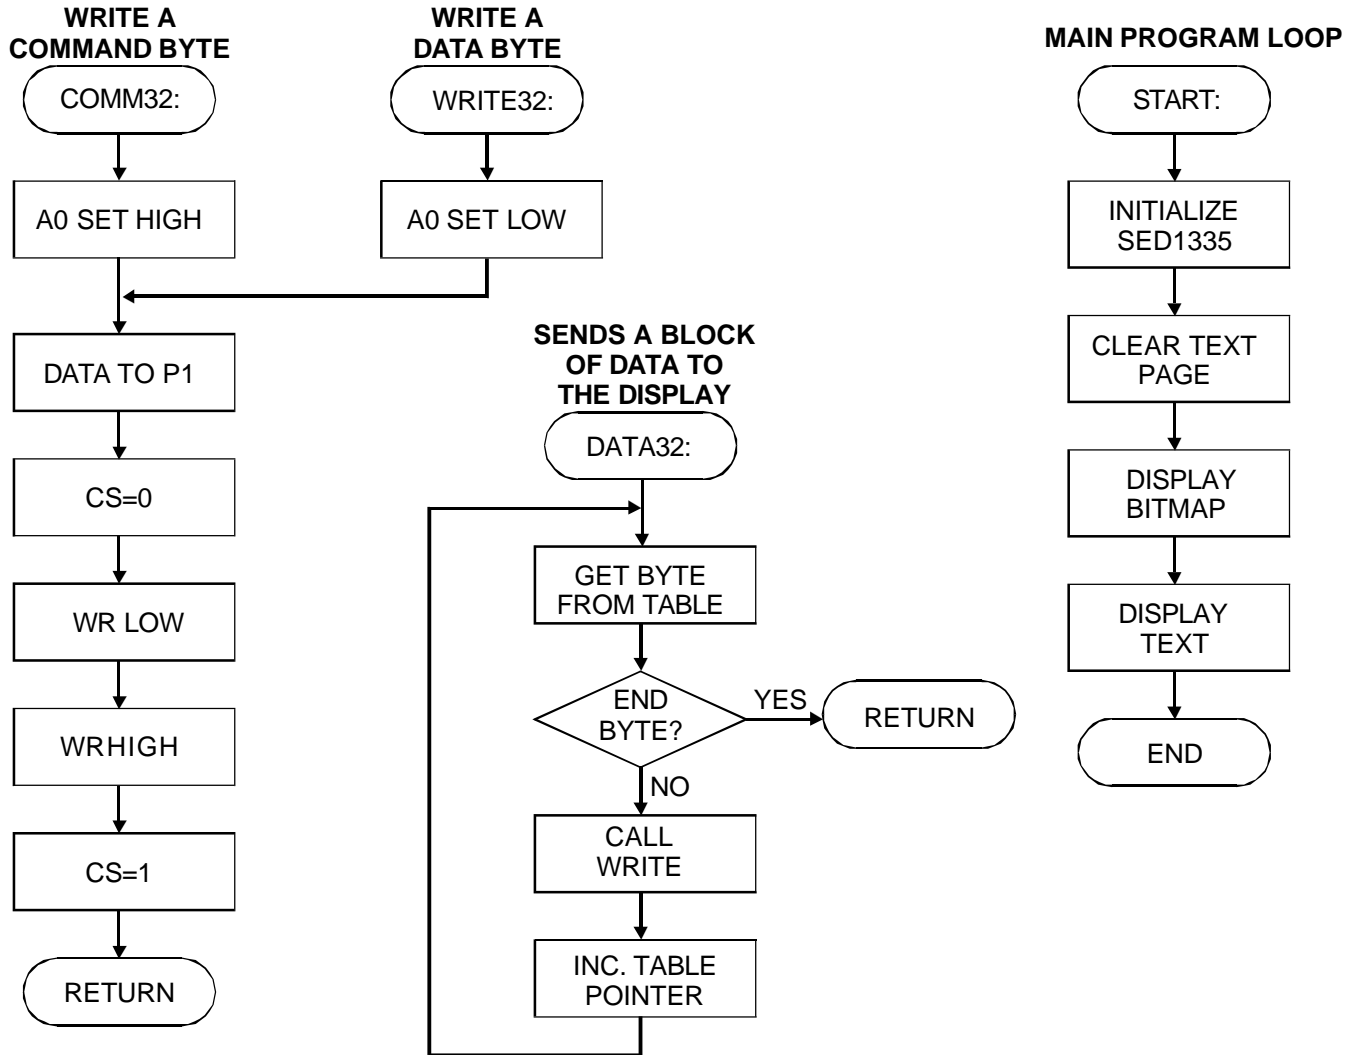 WRITE A
COMMAND BYTE
COMM32:
A0 SET HIGH
DATA TO P1
CS=0
WR LOW
WRHIGH
CS=1
RETURN
WRITE A
DATA BYTE
WRITE32:
A0 SET LOW
SENDS A BLOCK
OF DATA TO
THE DISPLAY
DATA32:
GET BYTE
FROM TABLE
END
BYTE?
YES
RETURN
NO
CALL
WRITE
INC. TABLE
POINTER
MAIN PROGRAM LOOP
START:
INITIALIZE
SED1335
CLEAR TEXT
PAGE
DISPLAY
BITMAP
DISPLAY
TEXT
END